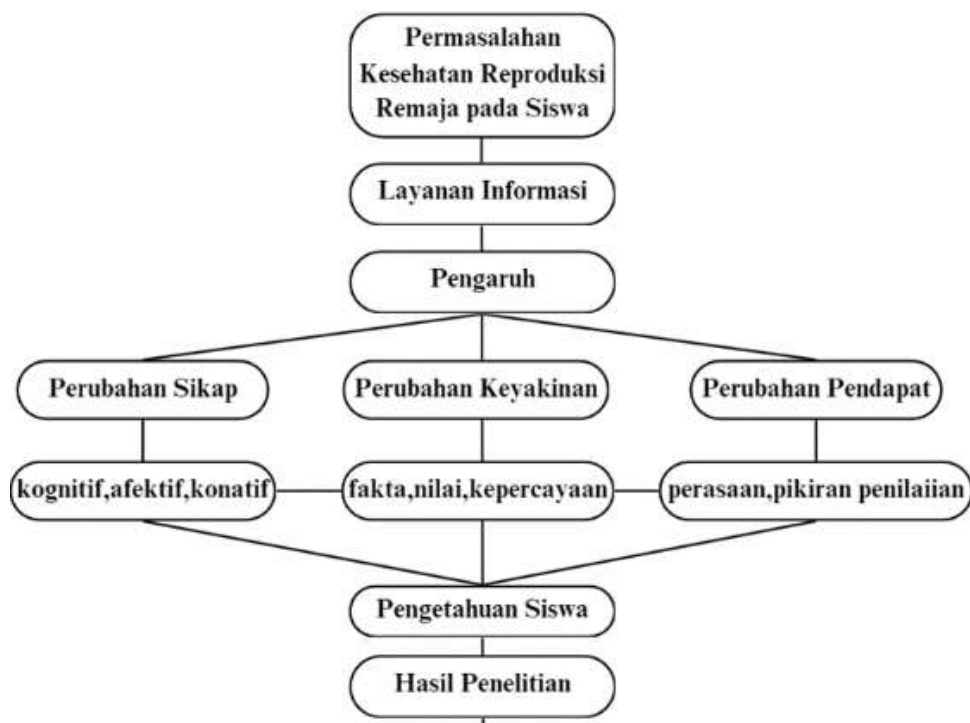 Permasalahan
Kesehatan Reproduksi
Remaja pada Siswa
Layanan Informasi
Pengaruh
Perubahan Sikap
Perubahan Keyakinan
Perubahan Pendapat
kognitif,afektif,konatif
fakta,nilai,kepercayaan
perasaan,pikiran penilaiian
Pengetahuan Siswa
Hasil Penelitian